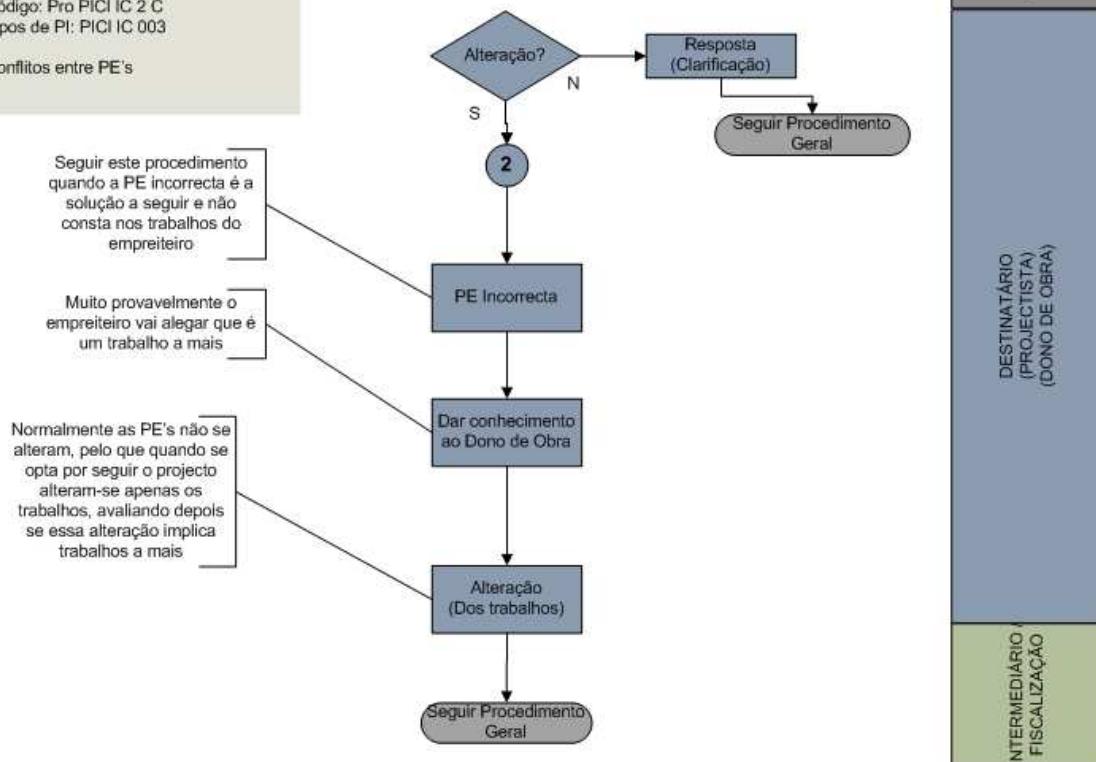 ódigo: Pro PICI IC 2 C
pos de PI: PICI IC 003
onflitos entre PE's
Alteração?
N
S
Resposta
(Clarificação)
Seguir Procedimento
Geral
2
Seguir este procedimento
quando a PE incorrecta é a
solução a seguir e não
consta nos trabalhos do
empreiteiro
PE Incorrecta
Muito provavelmente o
empreiteiro vai alegar que é
um trabalho a mais
Dar conhecimento
ao Dono de Obra
Normalmente as PE's não se
alteram, pelo que quando se
opta por seguir o projecto
alteram-se apenas os
trabalhos, avaliando depois
se essa alteração implica
trabalhos a mais
Alteração
(Dos trabalhos)
Seguir Procedimento
Geral
DESTINATÁRIO
(PROJECTISTA)
(DONO DE OBRA)
NTERMEDIÁRIO /
FISCALIZAÇÃO